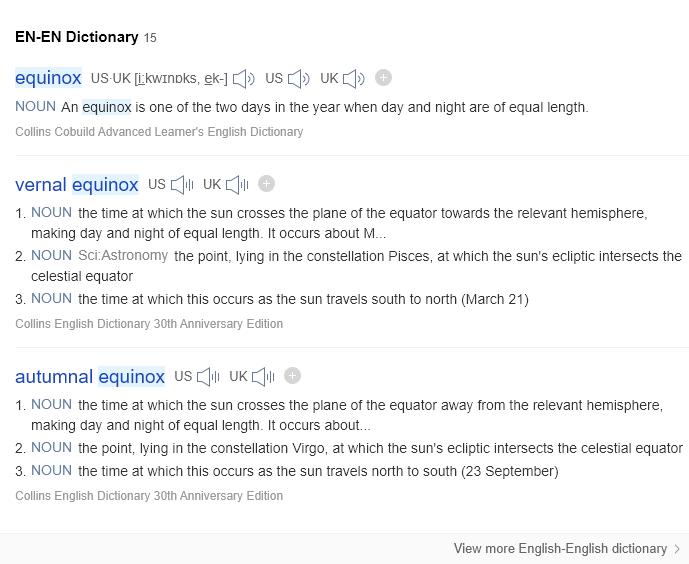 EN-EN Dictionary 15
equinox US·UK [i:kwɪnɒks, ek-] US UK
NOUN An equinox is one of the two days in the year when day and night are of equal length.
Collins Cobuild Advanced Learner's English Dictionary
vernal equinox US UK
1. NOUN the time at which the sun crosses the plane of the equator towards the relevant hemisphere,
making day and night of equal length. It occurs about M...
2. NOUN Sci:Astronomy the point, lying in the constellation Pisces, at which the sun's ecliptic intersects the
celestial equator
3. NOUN the time at which this occurs as the sun travels south to north (March 21)
Collins English Dictionary 30th Anniversary Edition
autumnal equinox US UK
1. NOUN the time at which the sun crosses the plane of the equator away from the relevant hemisphere,
making day and night of equal length. It occurs about...
2. NOUN the point, lying in the constellation Virgo, at which the sun's ecliptic intersects the celestial equator
3. NOUN the time at which this occurs as the sun travels north to south (23 September)
Collins English Dictionary 30th Anniversary Edition
View more English-English dictionary